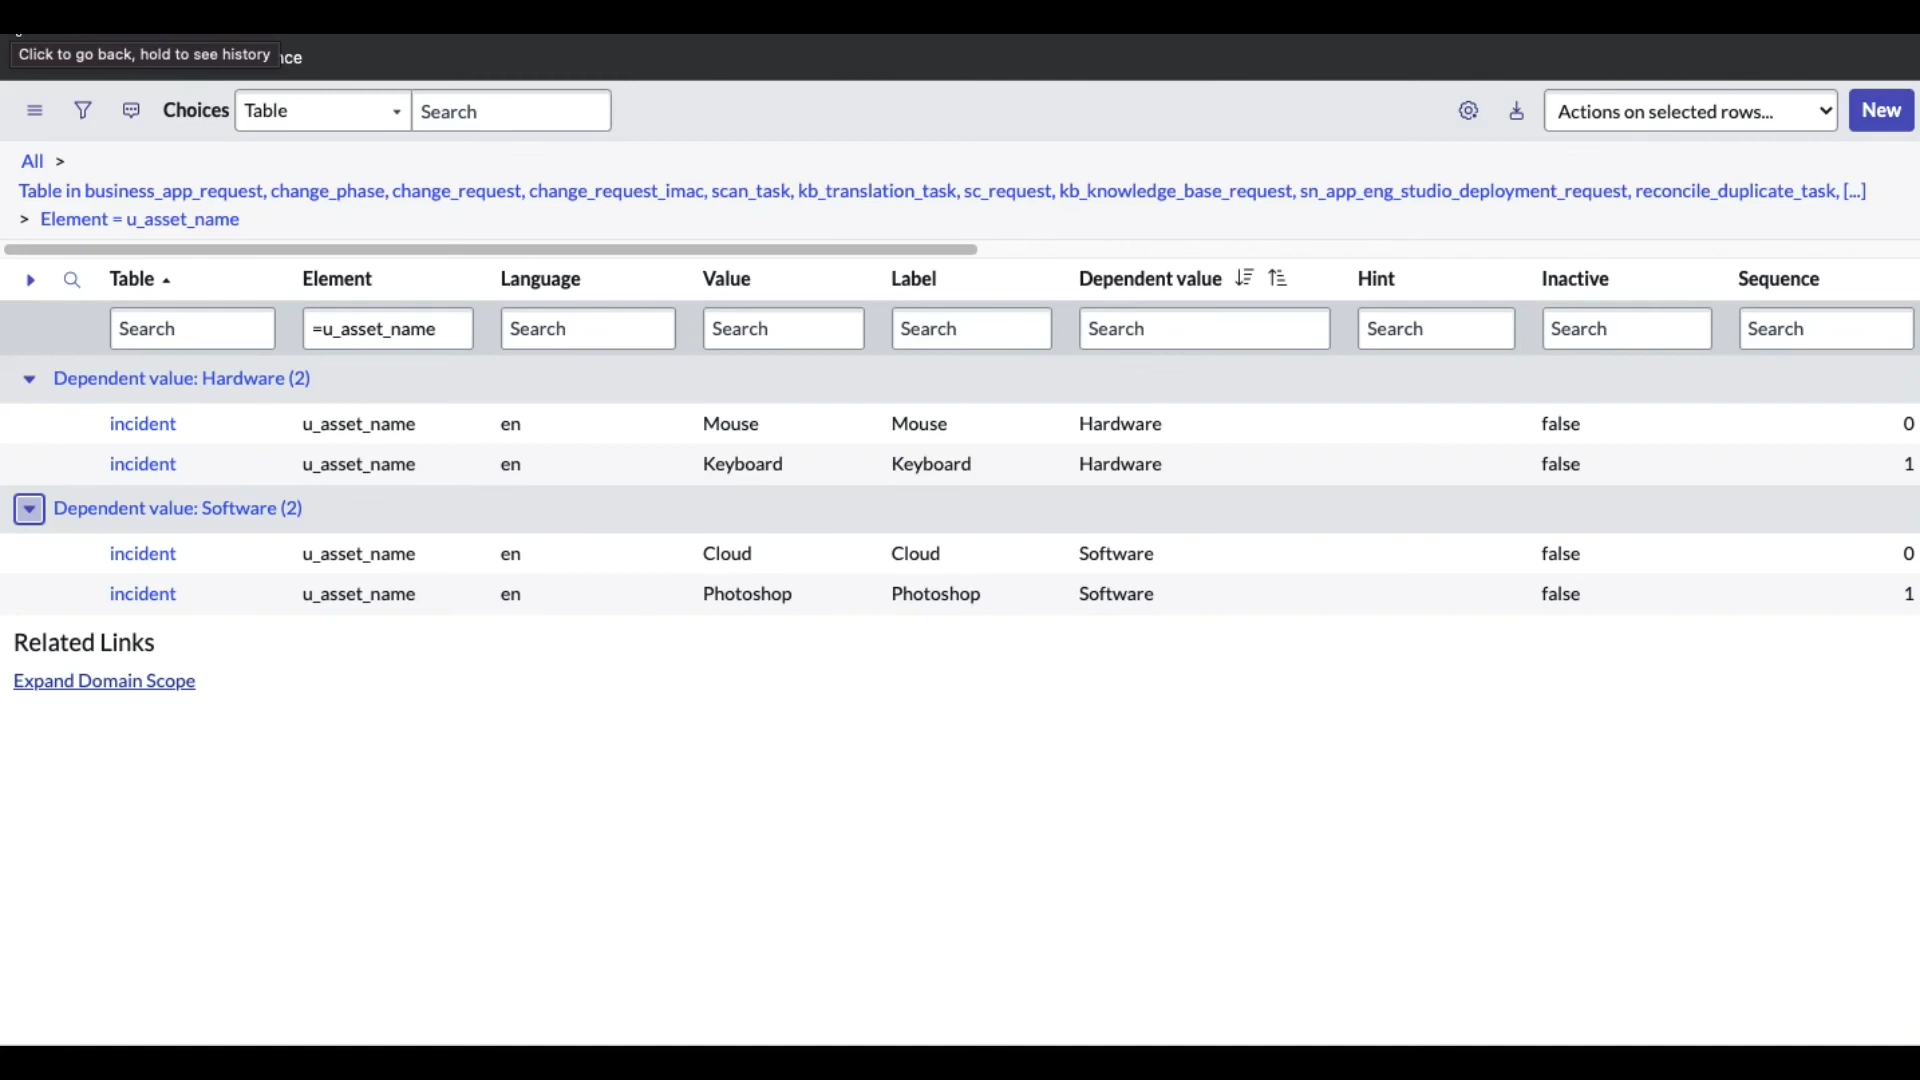 Click to go back, hold to see history
nce
Choices Table Search Actions on selected rows... New
All >
Table in business_app_request, change_phase, change_request, change_request_imac, scan_task, kb_translation_task, sc_request, kb_knowledge_base_request, sn_app_eng_studio_deployment_request, reconcile_duplicate_task, [...]
> Element = u_asset_name
Table Element Language Value Label Dependent value Hint Inactive Sequence
Search =u_asset_name Search Search Search Search Search Search Search
Dependent value: Hardware (2)
incident u_asset_name en Mouse Mouse Hardware false 0
incident u_asset_name en Keyboard Keyboard Hardware false 1
Dependent value: Software (2)
incident u_asset_name en Cloud Cloud Software false 0
incident u_asset_name en Photoshop Photoshop Software false 1
Related Links
Expand Domain Scope